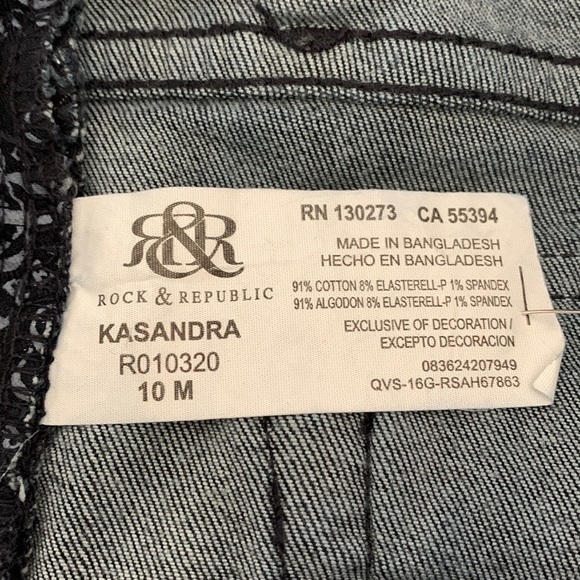 R&R
ROCK & REPUBLIC
KASANDRA
R010320
10 M
RN 130273 CA 55394
MADE IN BANGLADESH
HECHO EN BANGLADESH
91% COTTON 8% ELASTERELL-P 1% SPANDEX
91% ALGODON 8% ELASTERELL-P 1% SPANDEX
EXCLUSIVE OF DECORATION /
EXCEPTO DECORACION
083624207949
QVS-16G-RSAH67863